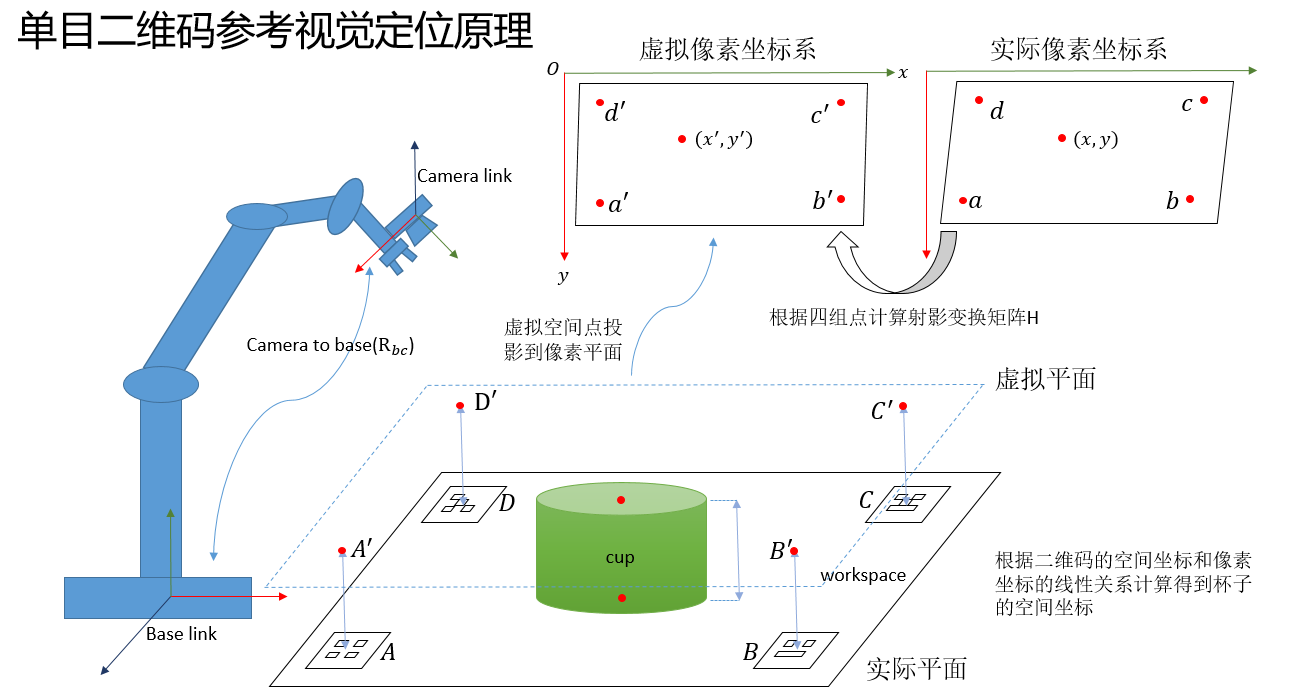 单目二维码参考视觉定位原理
虚拟像素坐标系
实际像素坐标系
O
x
d′
c′
(x′, y′)
a′
b′
y
d
c
(x, y)
a
b
Camera link
虚拟空间点投
影到像素平面
根据四组点计算射影变换矩阵H
Camera to base(R_bc)
虚拟平面
D′
C′
D
C
A′
B′
cup
workspace
根据二维码的空间坐标和像素
坐标的线性关系计算得到杯子
的空间坐标
Base link
A
B
实际平面